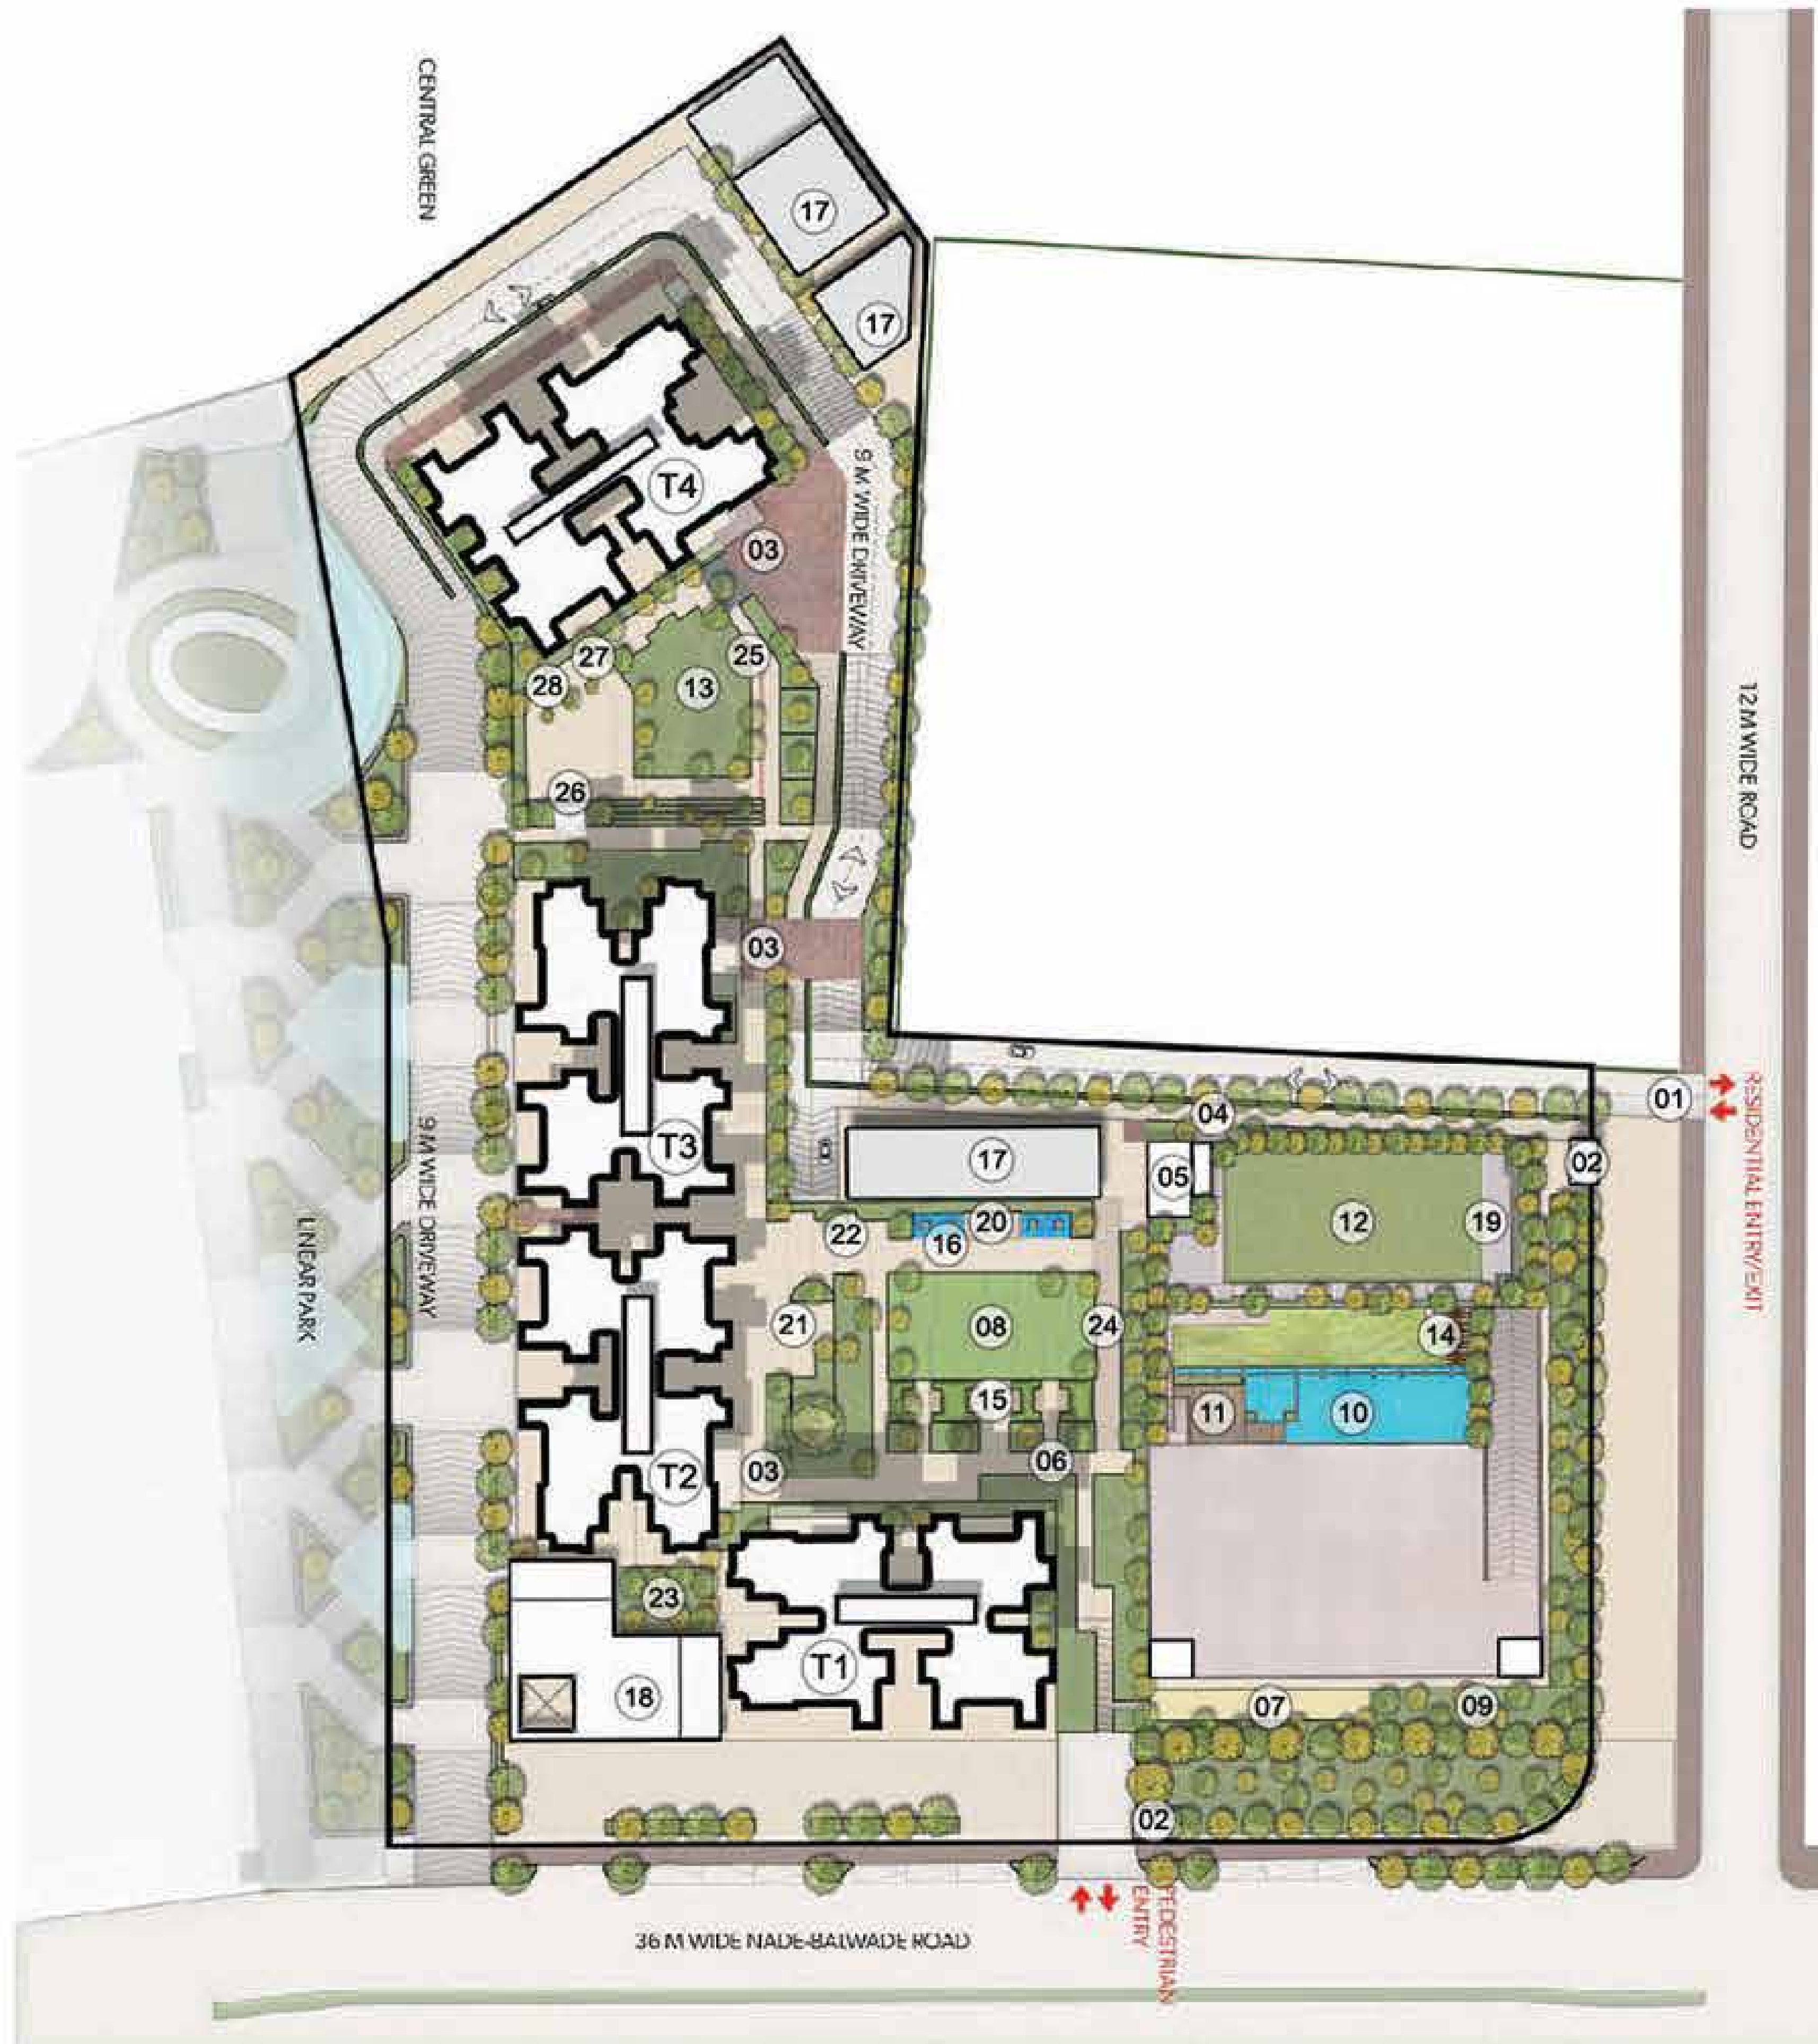 CENTRAL GREEN
17
17
T4
9 M WIDE DRIVEWAY
03
27
25
28
13
12 M WIDE ROAD
26
03
01
RESIDENTIAL ENTRY/EXIT
04
T3
17
05
02
9 M WIDE DRIVEWAY
LINEAR PARK
22
16
20
12
19
21
08
24
14
15
11
10
T2
03
06
23
T1
18
07
09
02
PEDESTRIAN
ENTRY
36 M WIDE NADE-BALWADE ROAD